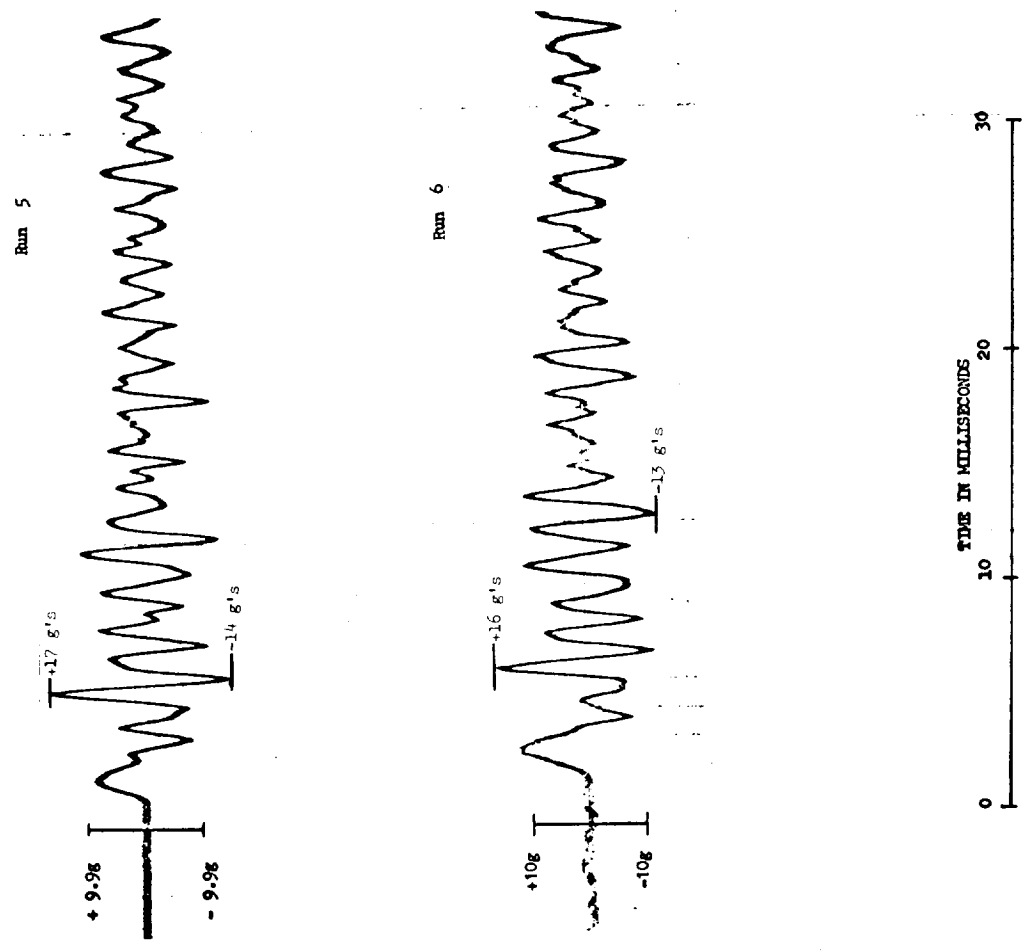 Run 5
+17 g's
-14 g's
+ 9.9g
- 9.9g
Run 6
+16 g's
-13 g's
+10g
-10g
0
10
20
30
TIME IN MILLISECONDS